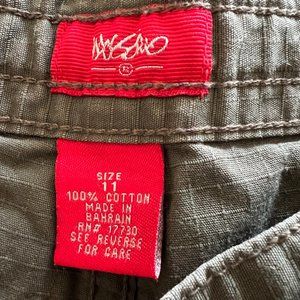 MOSSIMO
R
SIZE
11
100% COTTON
MADE IN
BAHRAIN
RN# 17730
SEE REVERSE
FOR CARE